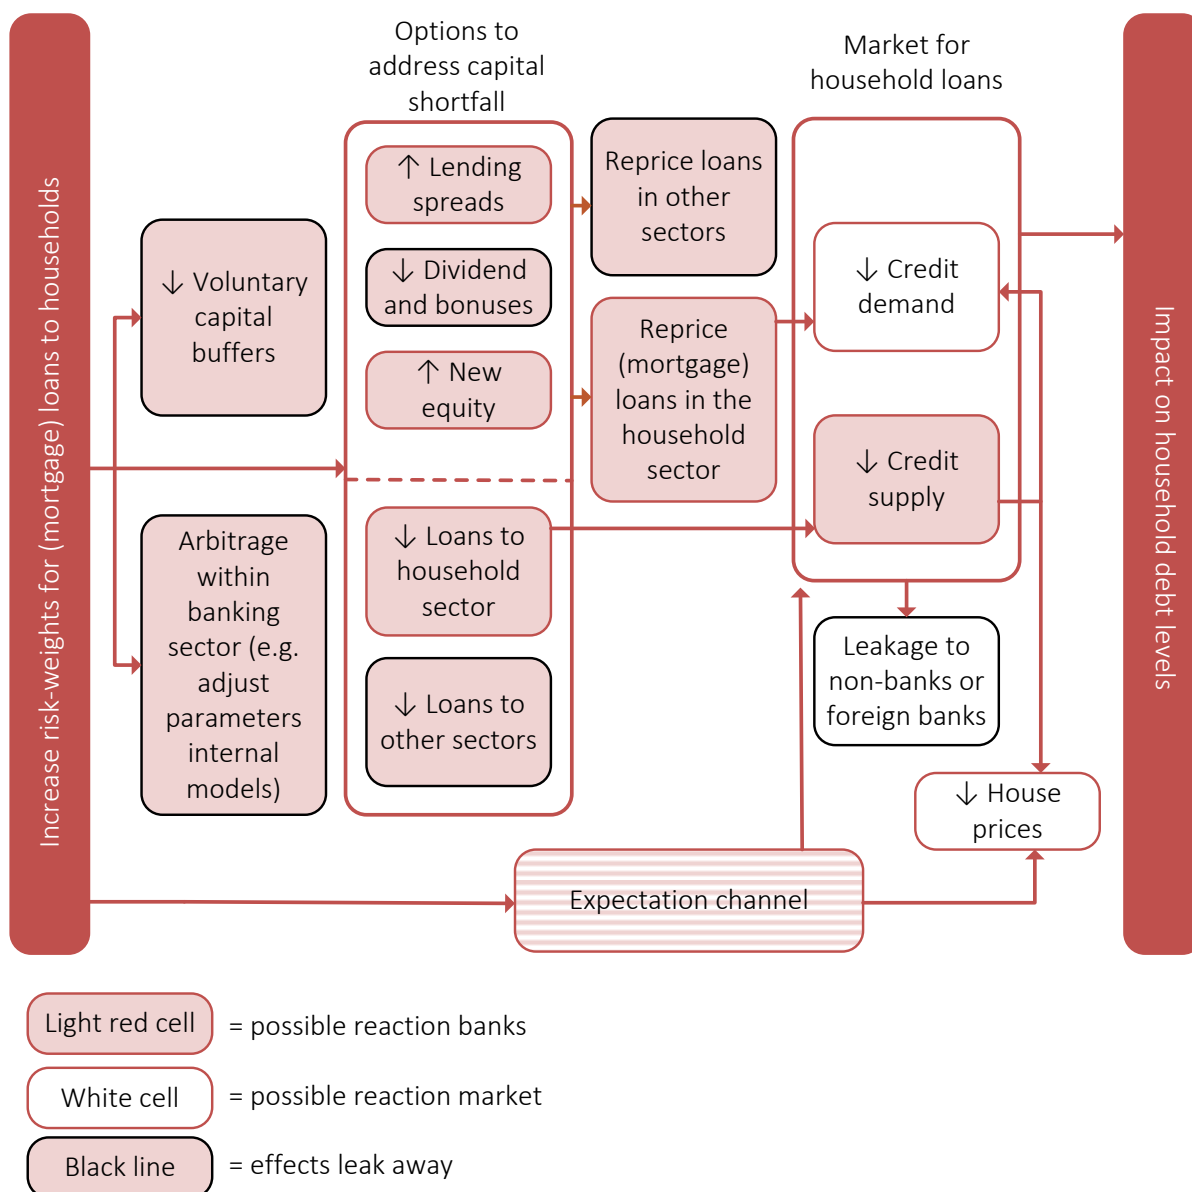 Increase risk-weights for (mortgage) loans to households
↓ Voluntary
capital
buffers
Arbitrage
within
banking
sector (e.g.
adjust
parameters
internal
models)
Options to
address capital
shortfall
↑ Lending
spreads
↓ Dividend
and bonuses
↑ New
equity
↓ Loans to
household
sector
↓ Loans to
other sectors
Reprice loans
in other
sectors
Reprice
(mortgage)
loans in the
household
sector
Market for
household loans
↓ Credit
demand
↓ Credit
supply
Leakage to
non-banks or
foreign banks
↓ House
prices
Expectation channel
Impact on household debt levels
Light red cell
= possible reaction banks
White cell
= possible reaction market
Black line
= effects leak away